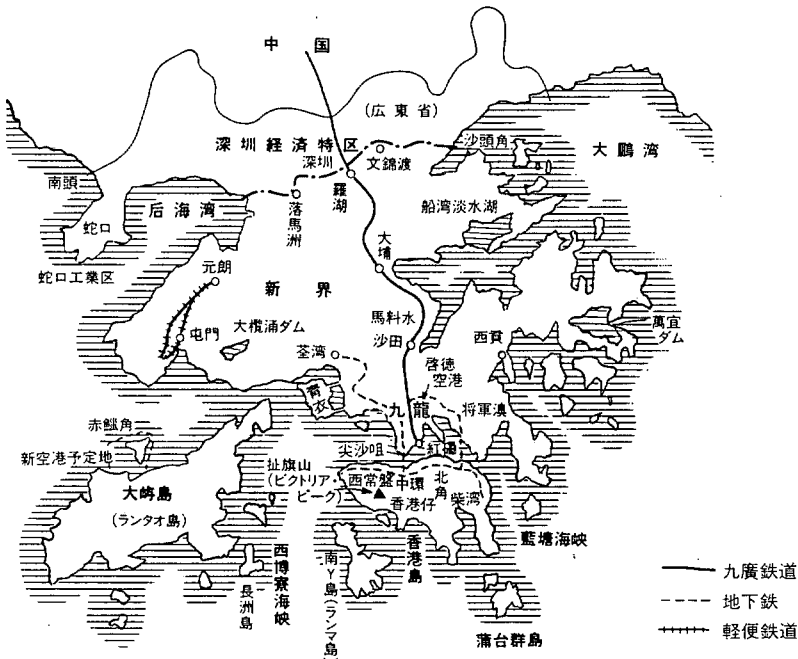 中国
(広東省)
深圳経済特区
沙頭角
大鵬湾
深圳
文錦渡
南頭
羅湖
后海湾
落馬洲
船湾淡水湖
蛇口
大埔
蛇口工業区
元朗
新界
馬料水
萬宜
ダム
屯門
大欖涌ダム
沙田
西貢
荃湾
啓徳
空港
青衣
九龍
将軍澳
赤鱲角
新空港予定地
尖沙咀
紅磡
扯旗山
(ビクトリア・
ピーク)
西常盤
中環
北角
柴湾
香港仔
大嶼島
(ランタオ島)
藍塘海峡
香港島
西博寮海峡
南Y島(ランマ島)
長洲島
蒲台群島
九廣鉄道
地下鉄
軽便鉄道